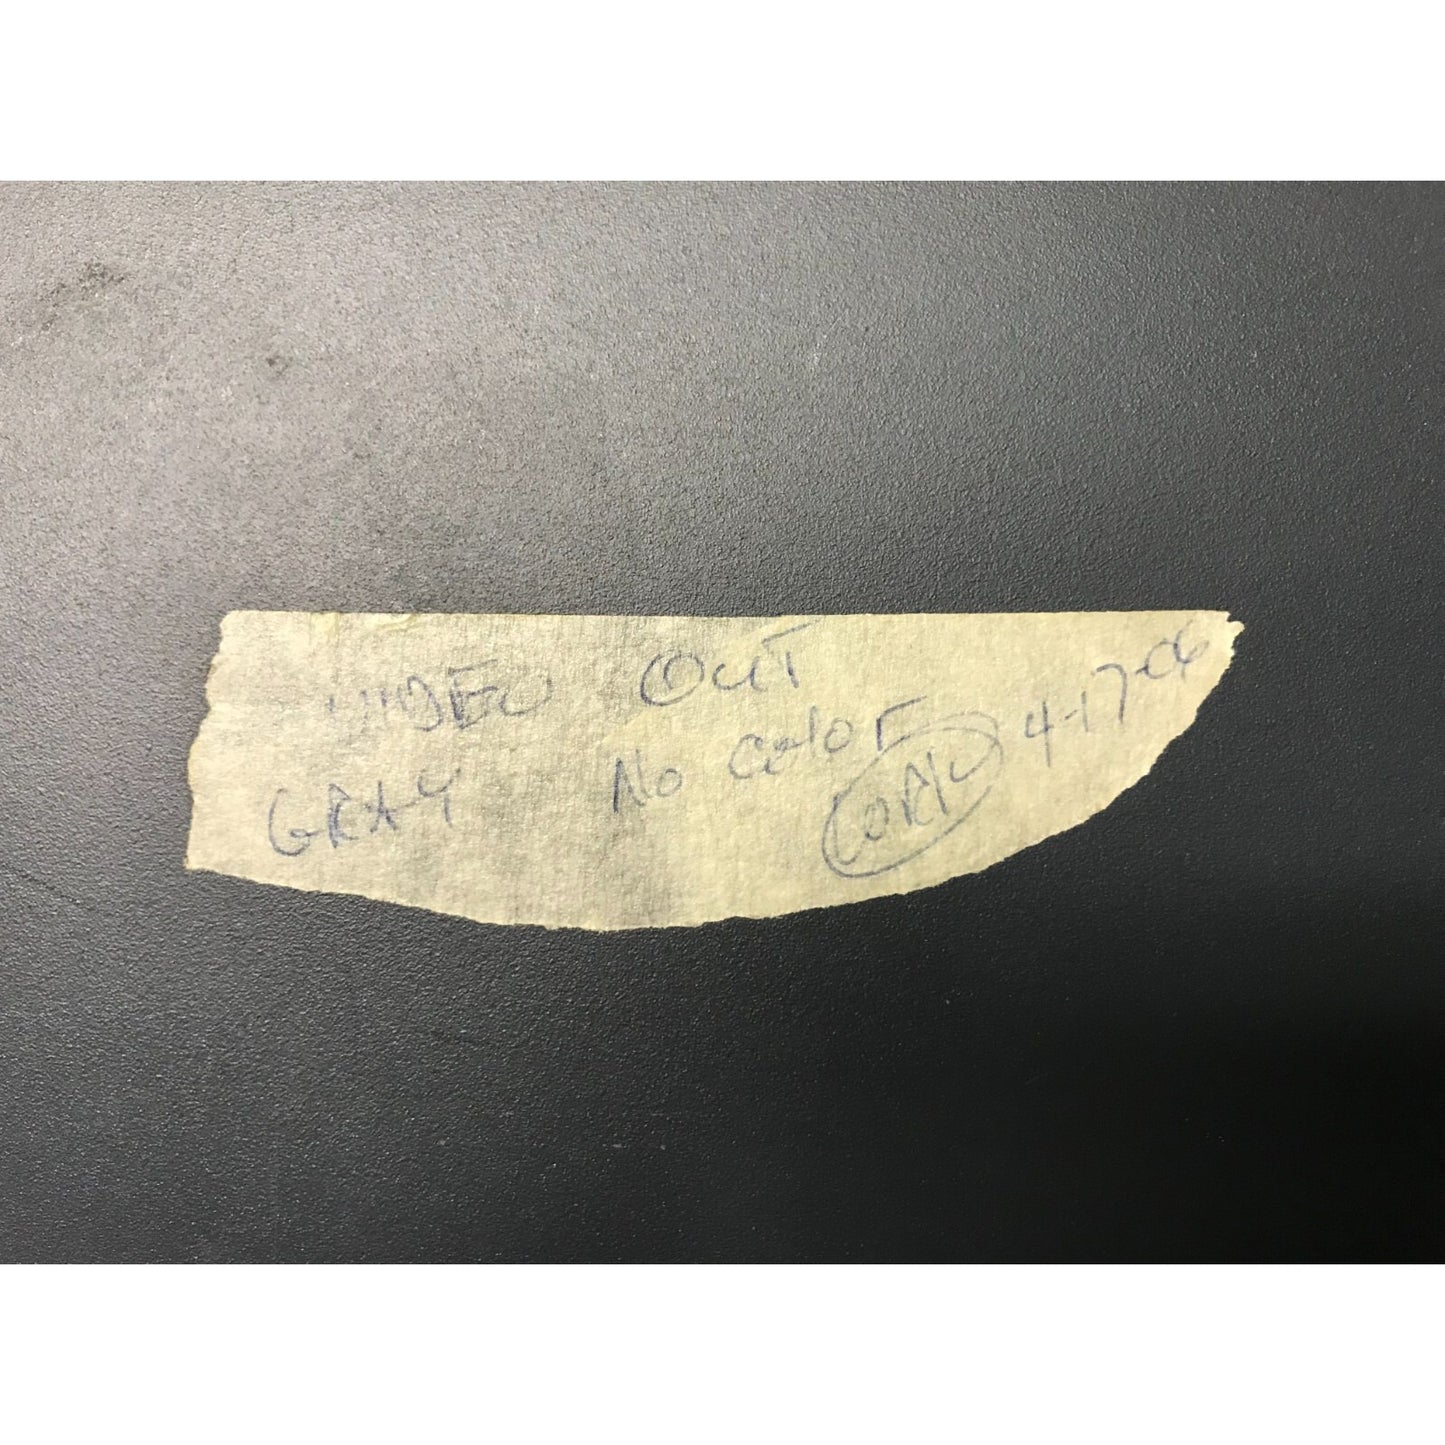 VIDEO OUT
GRAY No Color 4-17-06